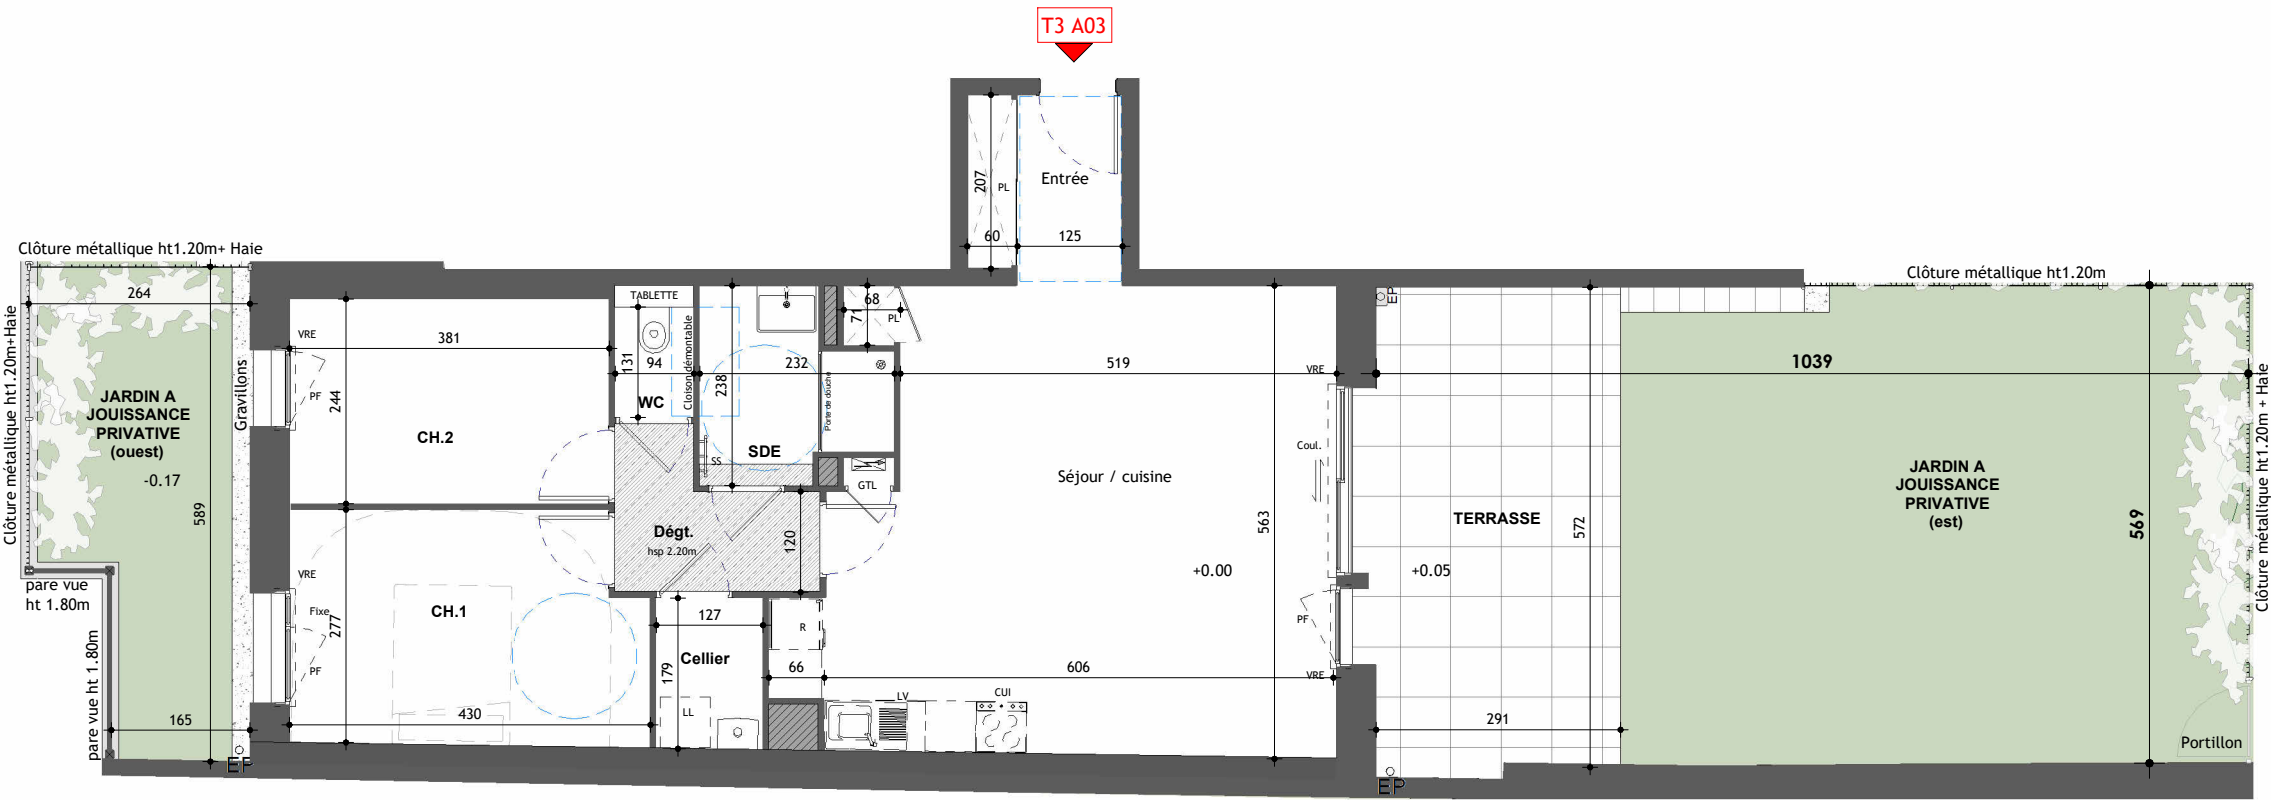 T3 A03
207
PL
Entrée
60
125
Clôture métallique ht1.20m+ Haie
264
Clôture métallique ht1.20m+Haie
JARDIN A
JOUISSANCE
PRIVATIVE
(ouest)
-0.17
589
Gravillons
pare vue
ht 1.80m
pare vue ht 1.80m
165
EP
VRE
381
PF
244
CH.2
VRE
Fixe
277
PF
CH.1
430
TABLETTE
131
94
WC
Cloison démontable
238
232
SDE
SS
Porte de douche
68
71
PL
GTL
Dégt.
hsp 2.20m
120
127
Cellier
179
LL
R
66
LV
CUI
519
Séjour / cuisine
563
+0.00
606
VRE
Coul.
PF
VRE
EP
TERRASSE
572
+0.05
291
EP
1039
Clôture métallique ht1.20m
JARDIN A
JOUISSANCE
PRIVATIVE
(est)
569
Clôture métallique ht1.20m + Haie
Portillon